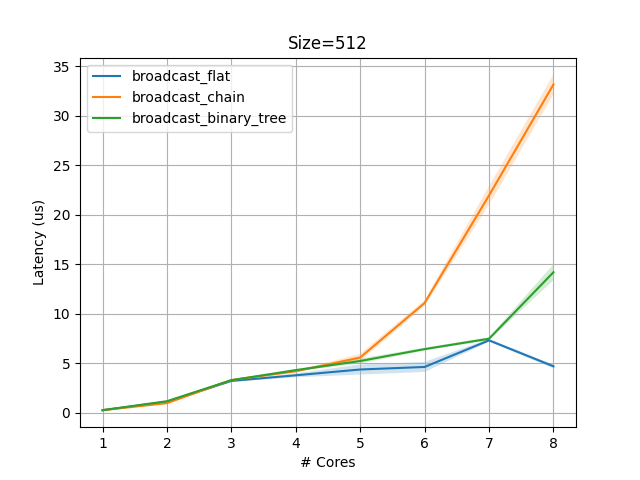 Size=512
broadcast_flat
broadcast_chain
broadcast_binary_tree
Latency (us)
35
30
25
20
15
10
5
0
1 2 3 4 5 6 7 8
# Cores